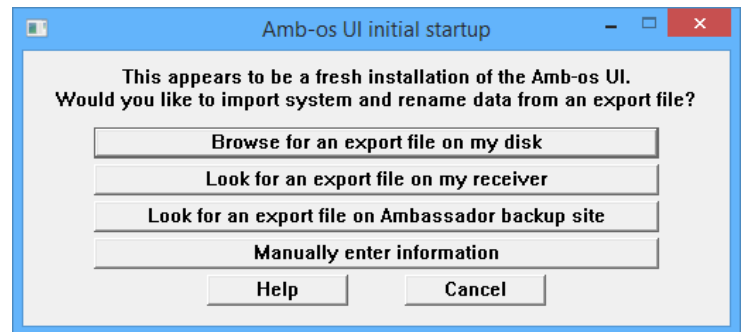 Amb-os UI initial startup
This appears to be a fresh installation of the Amb-os UI.
Would you like to import system and rename data from an export file?
Browse for an export file on my disk
Look for an export file on my receiver
Look for an export file on Ambassador backup site
Manually enter information
Help Cancel